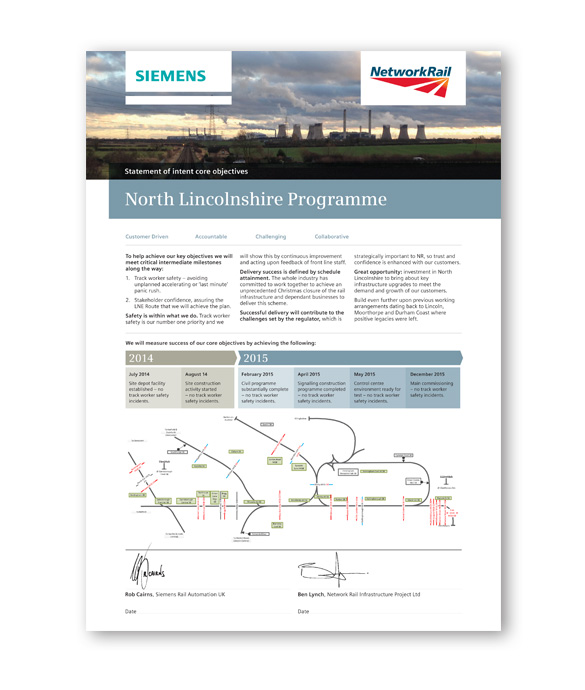 SIEMENS
NetworkRail
Statement of intent core objectives
North Lincolnshire Programme
Customer Driven
Accountable
Challenging
Collaborative
To help achieve our key objectives we will
meet critical intermediate milestones
along the way:
1. Track worker safety – avoiding
unplanned accelerating or 'last minute'
panic rush.
2. Stakeholder confidence, assuring the
LNE Route that we will achieve the plan.
Safety is within what we do. Track worker
safety is our number one priority and we
will show this by continuous improvement
and acting upon feedback of front line staff.
Delivery success is defined by schedule
attainment. The whole industry has
committed to work together to achieve an
unprecedented Christmas closure of the rail
infrastructure and dependant businesses to
deliver this scheme.
Successful delivery will contribute to the
challenges set by the regulator, which is
strategically important to NR, so trust and
confidence is enhanced with our customers.
Great opportunity: investment in North
Lincolnshire to bring about key
infrastructure upgrades to meet the
demand and growth of our customers.
Build even further upon previous working
arrangements dating back to Lincoln,
Moorthorpe and Durham Coast where
positive legacies were left.
We will measure success of our core objectives by achieving the following:
2014
2015
July 2014
Site depot facility
established – no
track worker safety
incidents.
August 14
Site construction
activity started
– no track worker
safety incidents.
February 2015
Civil programme
substantially complete
– no track worker
safety incidents.
April 2015
Signalling construction
programme completed
– no track worker
safety incidents.
May 2015
Control centre
environment ready for
test – no track worker
safety incidents.
December 2015
Main commissioning
– no track worker
safety incidents.
Rob Cairns, Siemens Rail Automation UK
Date
Ben Lynch, Network Rail Infrastructure Project Ltd
Date